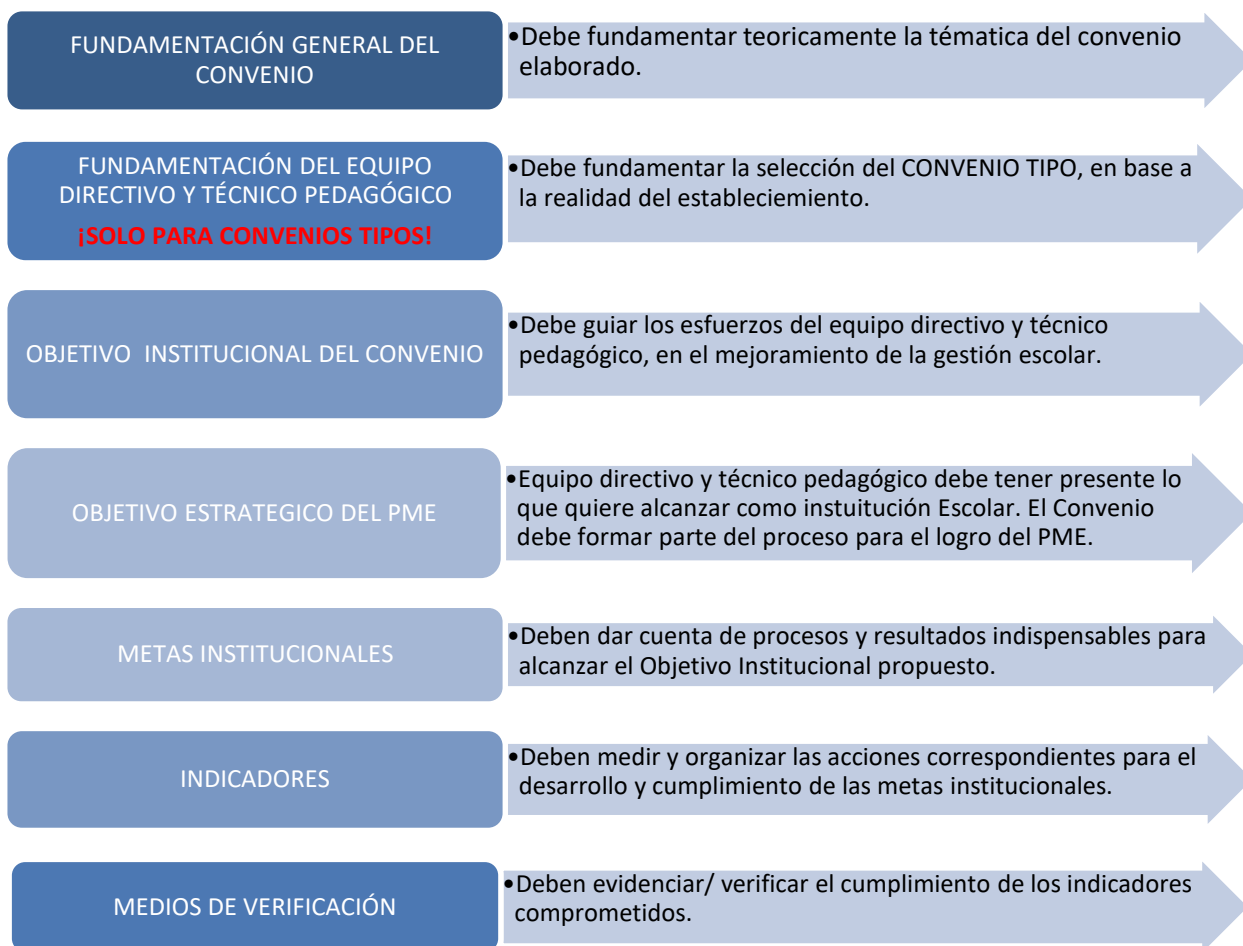 FUNDAMENTACIÓN GENERAL DEL
CONVENIO
•Debe fundamentar teoricamente la témática del convenio
elaborado.
FUNDAMENTACIÓN DEL EQUIPO
DIRECTIVO Y TÉCNICO PEDAGÓGICO
¡SOLO PARA CONVENIOS TIPOS!
•Debe fundamentar la selección del CONVENIO TIPO, en base a
la realidad del estableciemiento.
OBJETIVO INSTITUCIONAL DEL CONVENIO
•Debe guiar los esfuerzos del equipo directivo y técnico
pedagógico, en el mejoramiento de la gestión escolar.
OBJETIVO ESTRATEGICO DEL PME
•Equipo directivo y técnico pedagógico debe tener presente lo
que quiere alcanzar como instuitución Escolar. El Convenio
debe formar parte del proceso para el logro del PME.
METAS INSTITUCIONALES
•Deben dar cuenta de procesos y resultados indispensables para
alcanzar el Objetivo Institucional propuesto.
INDICADORES
•Deben medir y organizar las acciones correspondientes para el
desarrollo y cumplimiento de las metas institucionales.
MEDIOS DE VERIFICACIÓN
•Deben evidenciar/ verificar el cumplimiento de los indicadores
comprometidos.